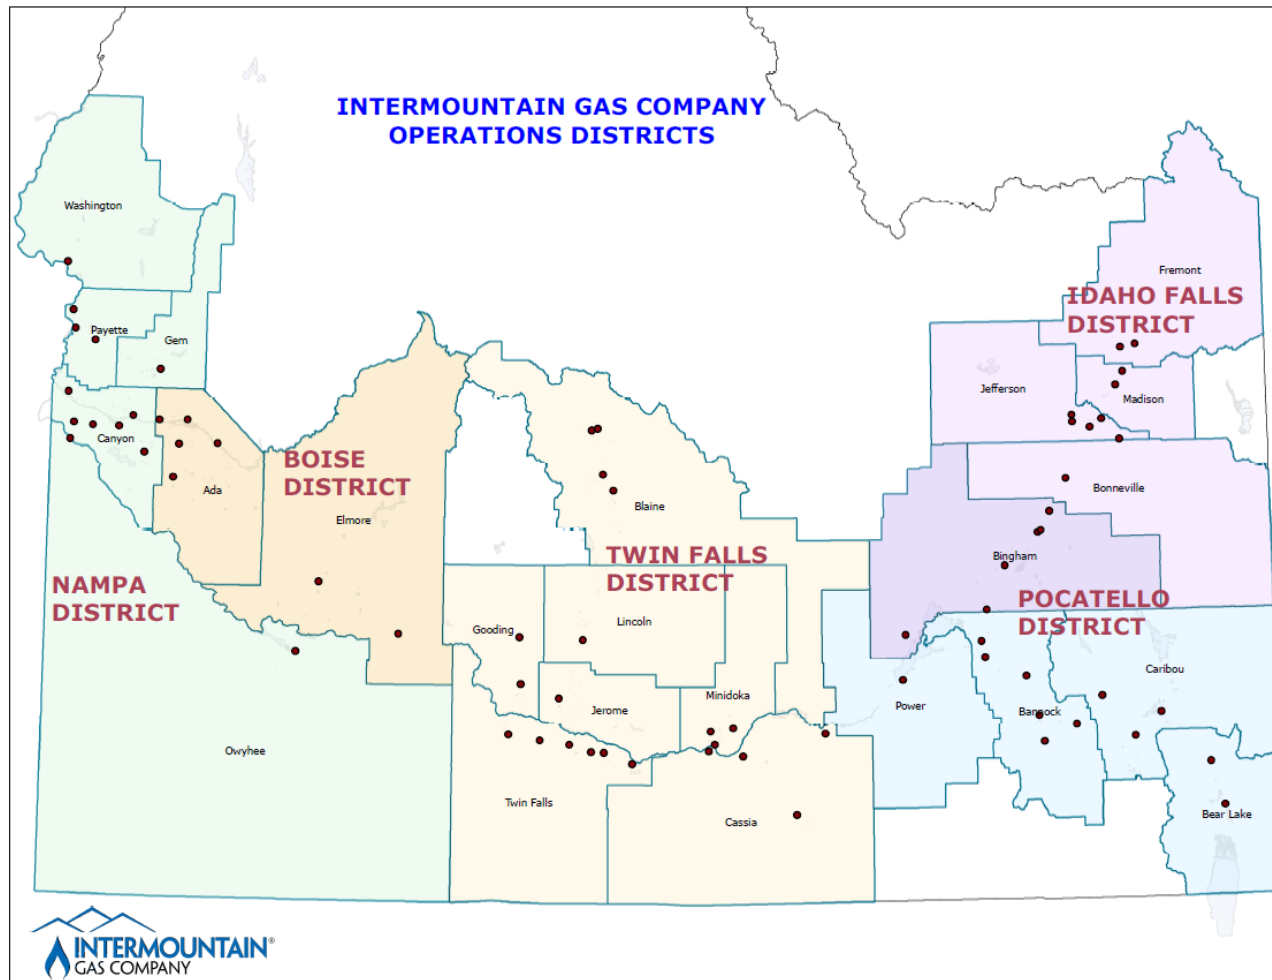 INTERMOUNTAIN GAS COMPANY
OPERATIONS DISTRICTS
Washington
Fremont
IDAHO FALLS
DISTRICT
Payette
Gem
Jefferson
Madison
Canyon
BOISE
DISTRICT
Ada
Elmore
Blaine
Bonneville
TWIN FALLS
DISTRICT
Bingham
NAMPA
DISTRICT
POCATELLO
DISTRICT
Gooding
Lincoln
Caribou
Minidoka
Jerome
Power
Bannock
Owyhee
Twin Falls
Cassia
Bear Lake
INTERMOUNTAIN®
GAS COMPANY